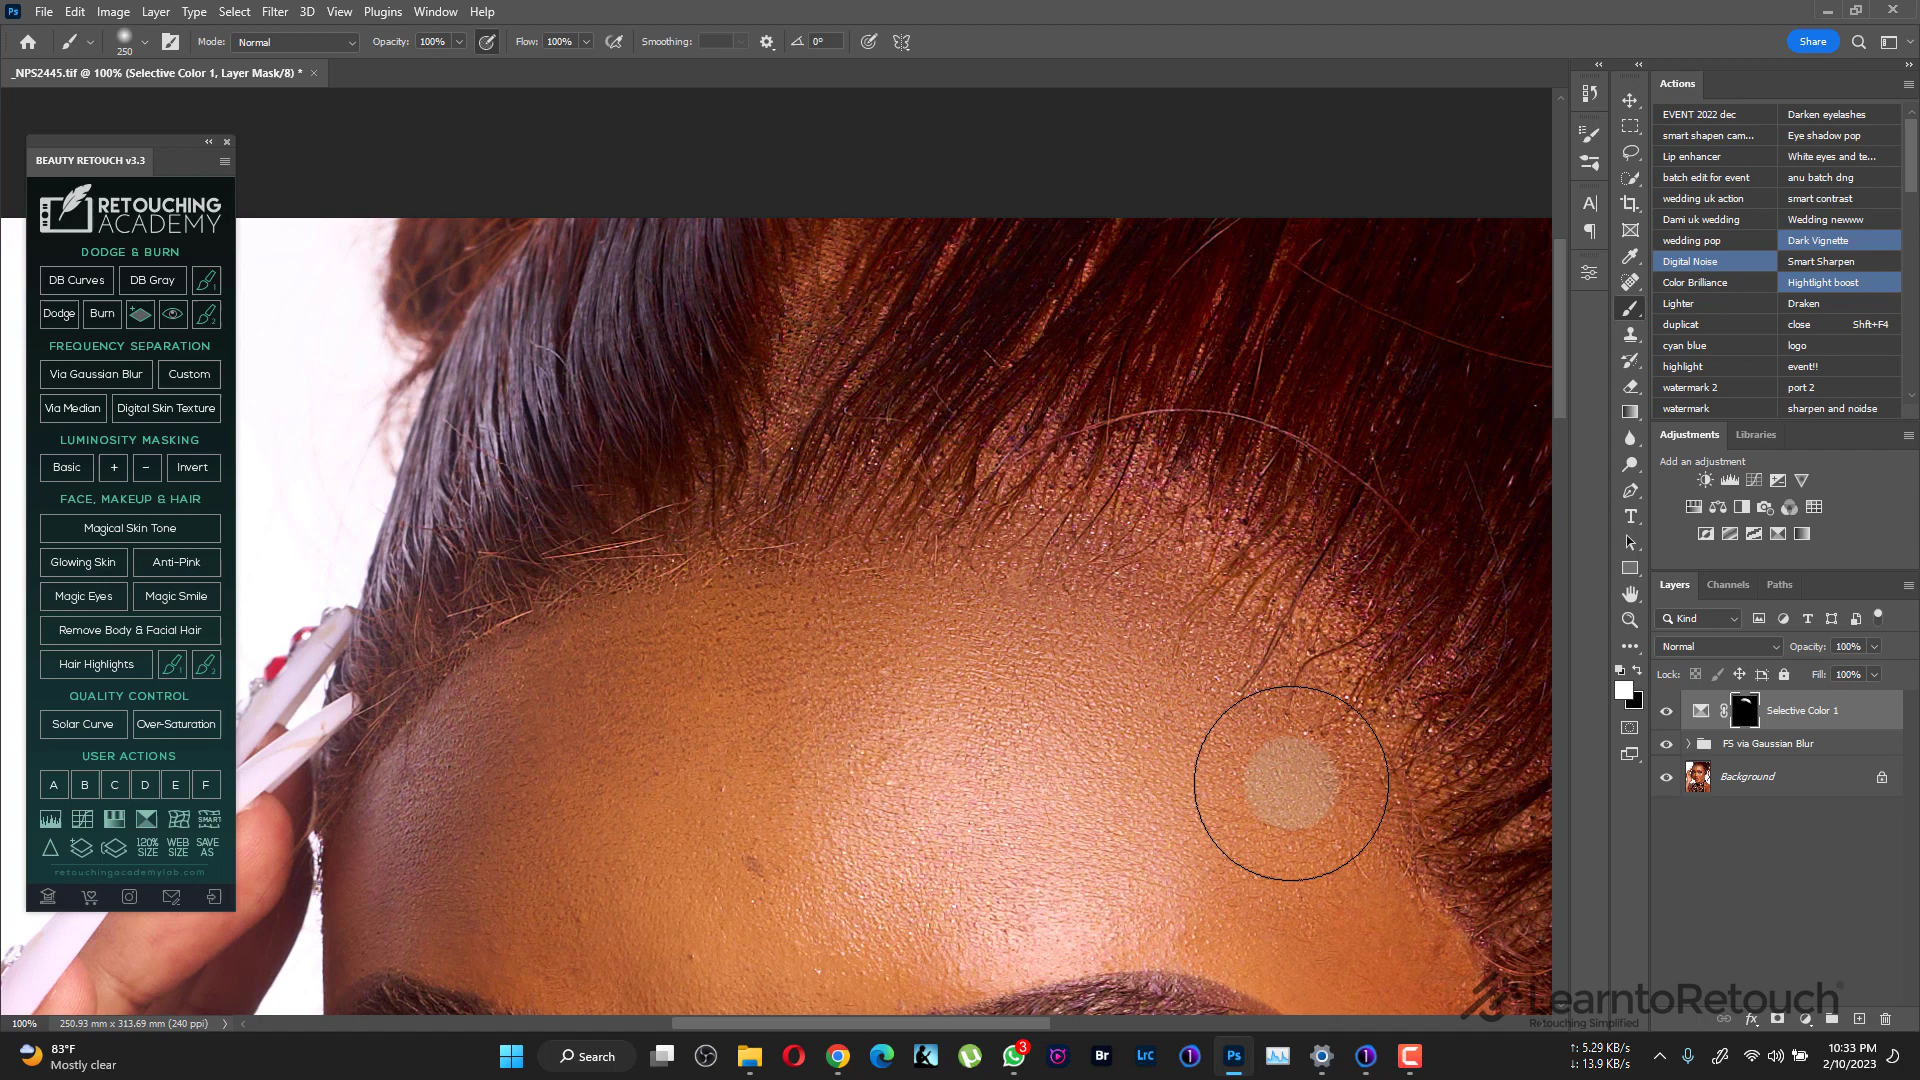 Ps File Edit Image Layer Type Select Filter 3D View Plugins Window Help
250 Mode: Normal Opacity: 100% Flow: 100% Smoothing: 0° Share
_NPS2445.tif @ 100% (Selective Color 1, Layer Mask/8) *
BEAUTY RETOUCH v3.3
RETOUCHING
ACADEMY
DODGE & BURN
DB Curves DB Gray 1
Dodge Burn 2
FREQUENCY SEPARATION
Via Gaussian Blur Custom
Via Median Digital Skin Texture
LUMINOSITY MASKING
Basic + − Invert
FACE, MAKEUP & HAIR
Magical Skin Tone
Glowing Skin Anti-Pink
Magic Eyes Magic Smile
Remove Body & Facial Hair
Hair Highlights 1 2
QUALITY CONTROL
Solar Curve Over-Saturation
USER ACTIONS
A B C D E F
SMART
120% SIZE WEB SIZE SAVE AS
retouchingacademylab.com
Actions
EVENT 2022 dec Darken eyelashes
smart shapen cam... Eye shadow pop
Lip enhancer White eyes and te...
batch edit for event anu batch dng
wedding uk action smart contrast
Dami uk wedding Wedding newww
wedding pop Dark Vignette
Digital Noise Smart Sharpen
Color Brilliance Hightlight boost
Lighter Draken
duplicat close Shft+F4
cyan blue logo
highlight event!!
watermark 2 port 2
watermark sharpen and noidse
Adjustments Libraries
Add an adjustment
Layers Channels Paths
Kind
Normal Opacity: 100%
Lock: Fill: 100%
Selective Color 1
FS via Gaussian Blur
Background
LearntoRetouch
Retouching Simplified
100% 250.93 mm x 313.69 mm (240 ppi)
83°F
Mostly clear
Search
3
Br
Lrc
Ps
↑: 5.29 KB/s
↓: 13.9 KB/s
10:33 PM
2/10/2023